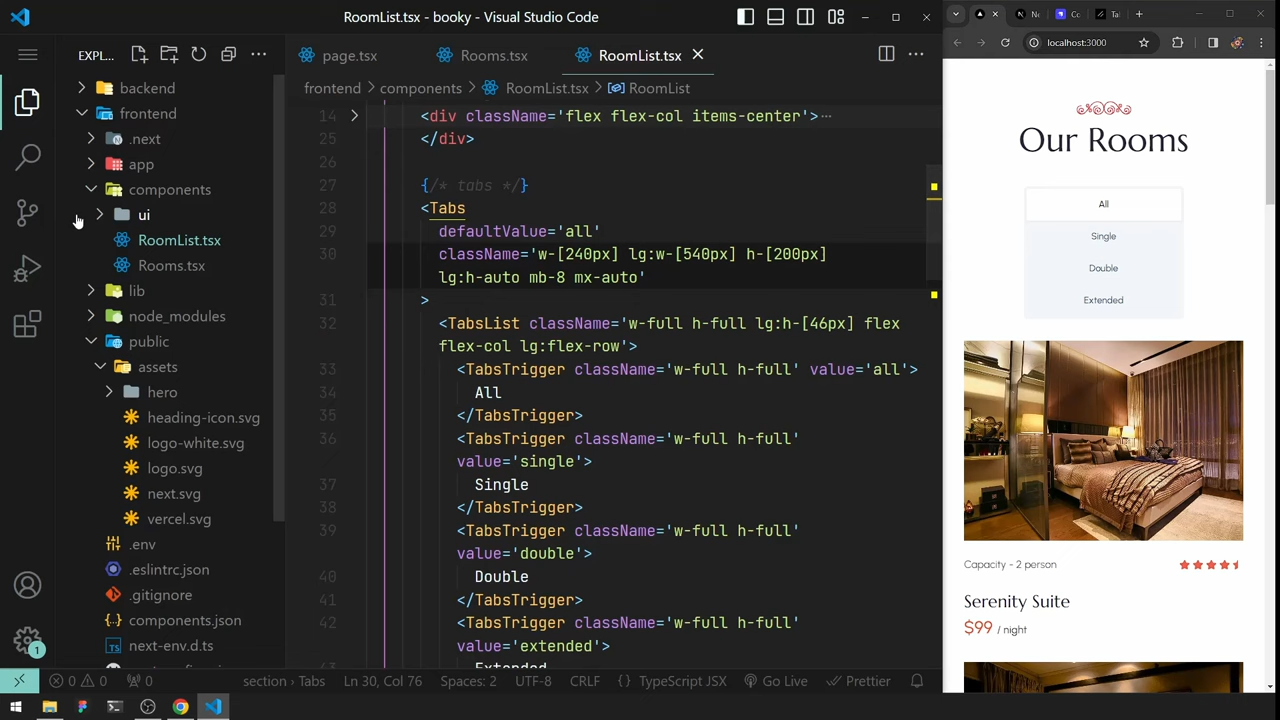 RoomList.tsx - booky - Visual Studio Code
EXPL...
backend
frontend
.next
app
components
ui
RoomList.tsx
Rooms.tsx
lib
node_modules
public
assets
hero
heading-icon.svg
logo-white.svg
logo.svg
next.svg
vercel.svg
.env
.eslintrc.json
.gitignore
components.json
next-env.d.ts
1
page.tsx
Rooms.tsx
RoomList.tsx
frontend > components > RoomList.tsx > RoomList
14 <div className='flex flex-col items-center'>⋯
25 </div>
26
27 {/* tabs */}
28 <Tabs
29 defaultValue='all'
30 className='w-[240px] lg:w-[540px] h-[200px]
lg:h-auto mb-8 mx-auto'
31 >
32 <TabsList className='w-full h-full lg:h-[46px] flex
flex-col lg:flex-row'>
33 <TabsTrigger className='w-full h-full' value='all'>
34 All
35 </TabsTrigger>
36 <TabsTrigger className='w-full h-full'
value='single'>
37 Single
38 </TabsTrigger>
39 <TabsTrigger className='w-full h-full'
value='double'>
40 Double
41 </TabsTrigger>
42 <TabsTrigger className='w-full h-full'
value='extended'>
43 Extended
0 0 0
section › Tabs
Ln 30, Col 76
Spaces: 2
UTF-8
CRLF
{} TypeScript JSX
Go Live
Prettier
localhost:3000
Our Rooms
All
Single
Double
Extended
Capacity - 2 person
Serenity Suite
$99 / night